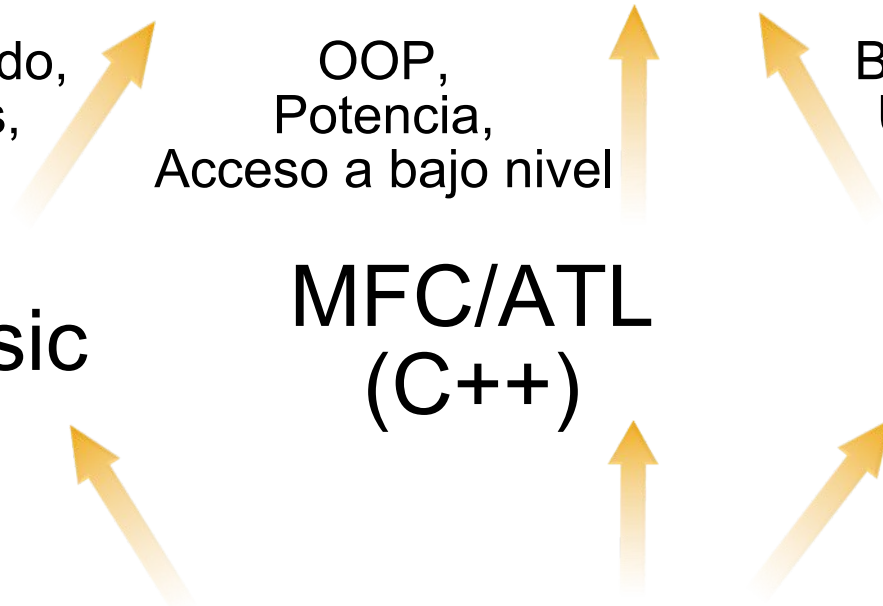 do,
s,
OOP,
Potencia,
Acceso a bajo nivel
B
sic
MFC/ATL
(C++)